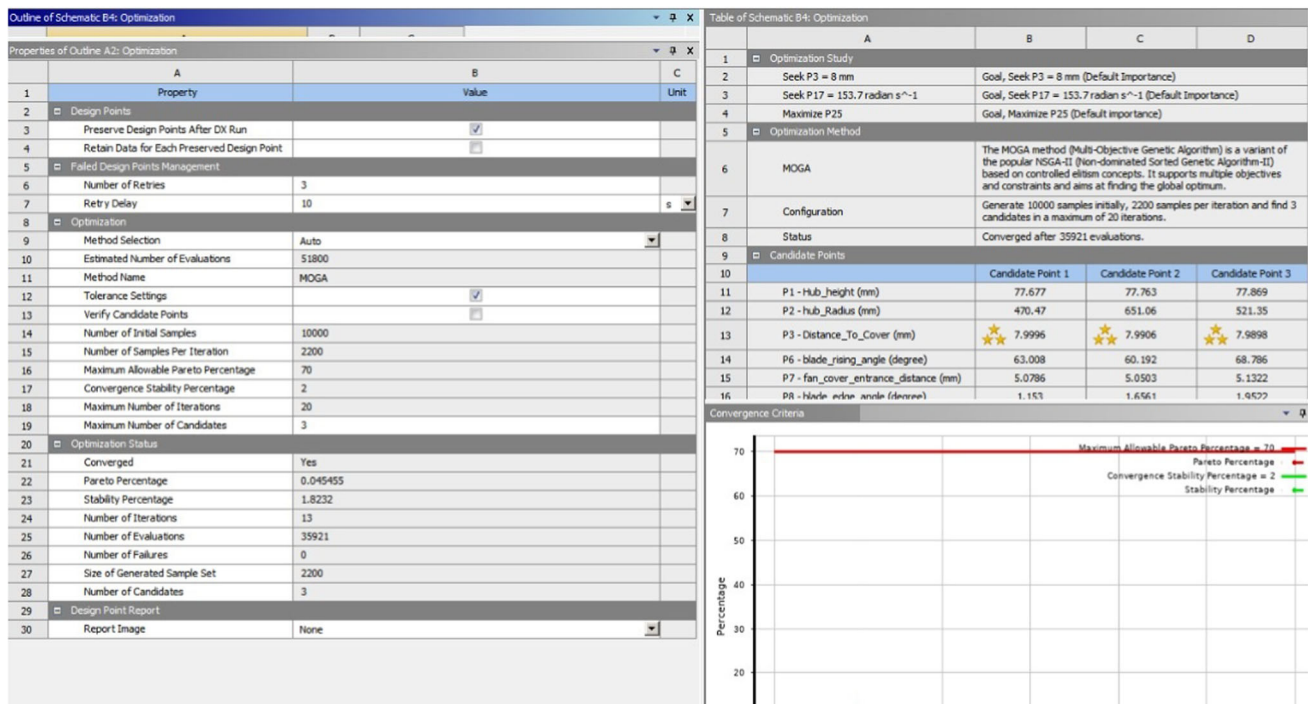 Outline of Schematic B4: Optimization
Properties of Outline A2: Optimization
A B C
1 Property Value Unit
2 Design Points
3 Preserve Design Points After DX Run
4 Retain Data for Each Preserved Design Point
5 Failed Design Points Management
6 Number of Retries 3
7 Retry Delay 10 s
8 Optimization
9 Method Selection Auto
10 Estimated Number of Evaluations 51800
11 Method Name MOGA
12 Tolerance Settings
13 Verify Candidate Points
14 Number of Initial Samples 10000
15 Number of Samples Per Iteration 2200
16 Maximum Allowable Pareto Percentage 70
17 Convergence Stability Percentage 2
18 Maximum Number of Iterations 20
19 Maximum Number of Candidates 3
20 Optimization Status
21 Converged Yes
22 Pareto Percentage 0.045455
23 Stability Percentage 1.8232
24 Number of Iterations 13
25 Number of Evaluations 35921
26 Number of Failures 0
27 Size of Generated Sample Set 2200
28 Number of Candidates 3
29 Design Point Report
30 Report Image None
Table of Schematic B4: Optimization
A B C D
1 Optimization Study
2 Seek P3 = 8 mm Goal, Seek P3 = 8 mm (Default Importance)
3 Seek P17 = 153.7 radian s^-1 Goal, Seek P17 = 153.7 radian s^-1 (Default Importance)
4 Maximize P25 Goal, Maximize P25 (Default importance)
5 Optimization Method
6 MOGA The MOGA method (Multi-Objective Genetic Algorithm) is a variant of
the popular NSGA-II (Non-dominated Sorted Genetic Algorithm-II)
based on controlled elitism concepts. It supports multiple objectives
and constraints and aims at finding the global optimum.
7 Configuration Generate 10000 samples initially, 2200 samples per iteration and find 3
candidates in a maximum of 20 iterations.
8 Status Converged after 35921 evaluations.
9 Candidate Points
10 Candidate Point 1 Candidate Point 2 Candidate Point 3
11 P1 - Hub_height (mm) 77.677 77.763 77.869
12 P2 - hub_Radius (mm) 470.47 651.06 521.35
13 P3 - Distance_To_Cover (mm) 7.9996 7.9906 7.9898
14 P6 - blade_rising_angle (degree) 63.008 60.192 68.786
15 P7 - fan_cover_entrance_distance (mm) 5.0786 5.0503 5.1322
16 P8 - blade_edge_angle (degree) 1.153 1.6561 1.9522
Convergence Criteria
Maximum Allowable Pareto Percentage = 70
Pareto Percentage
Convergence Stability Percentage = 2
Stability Percentage
Percentage
70
60
50
40
30
20